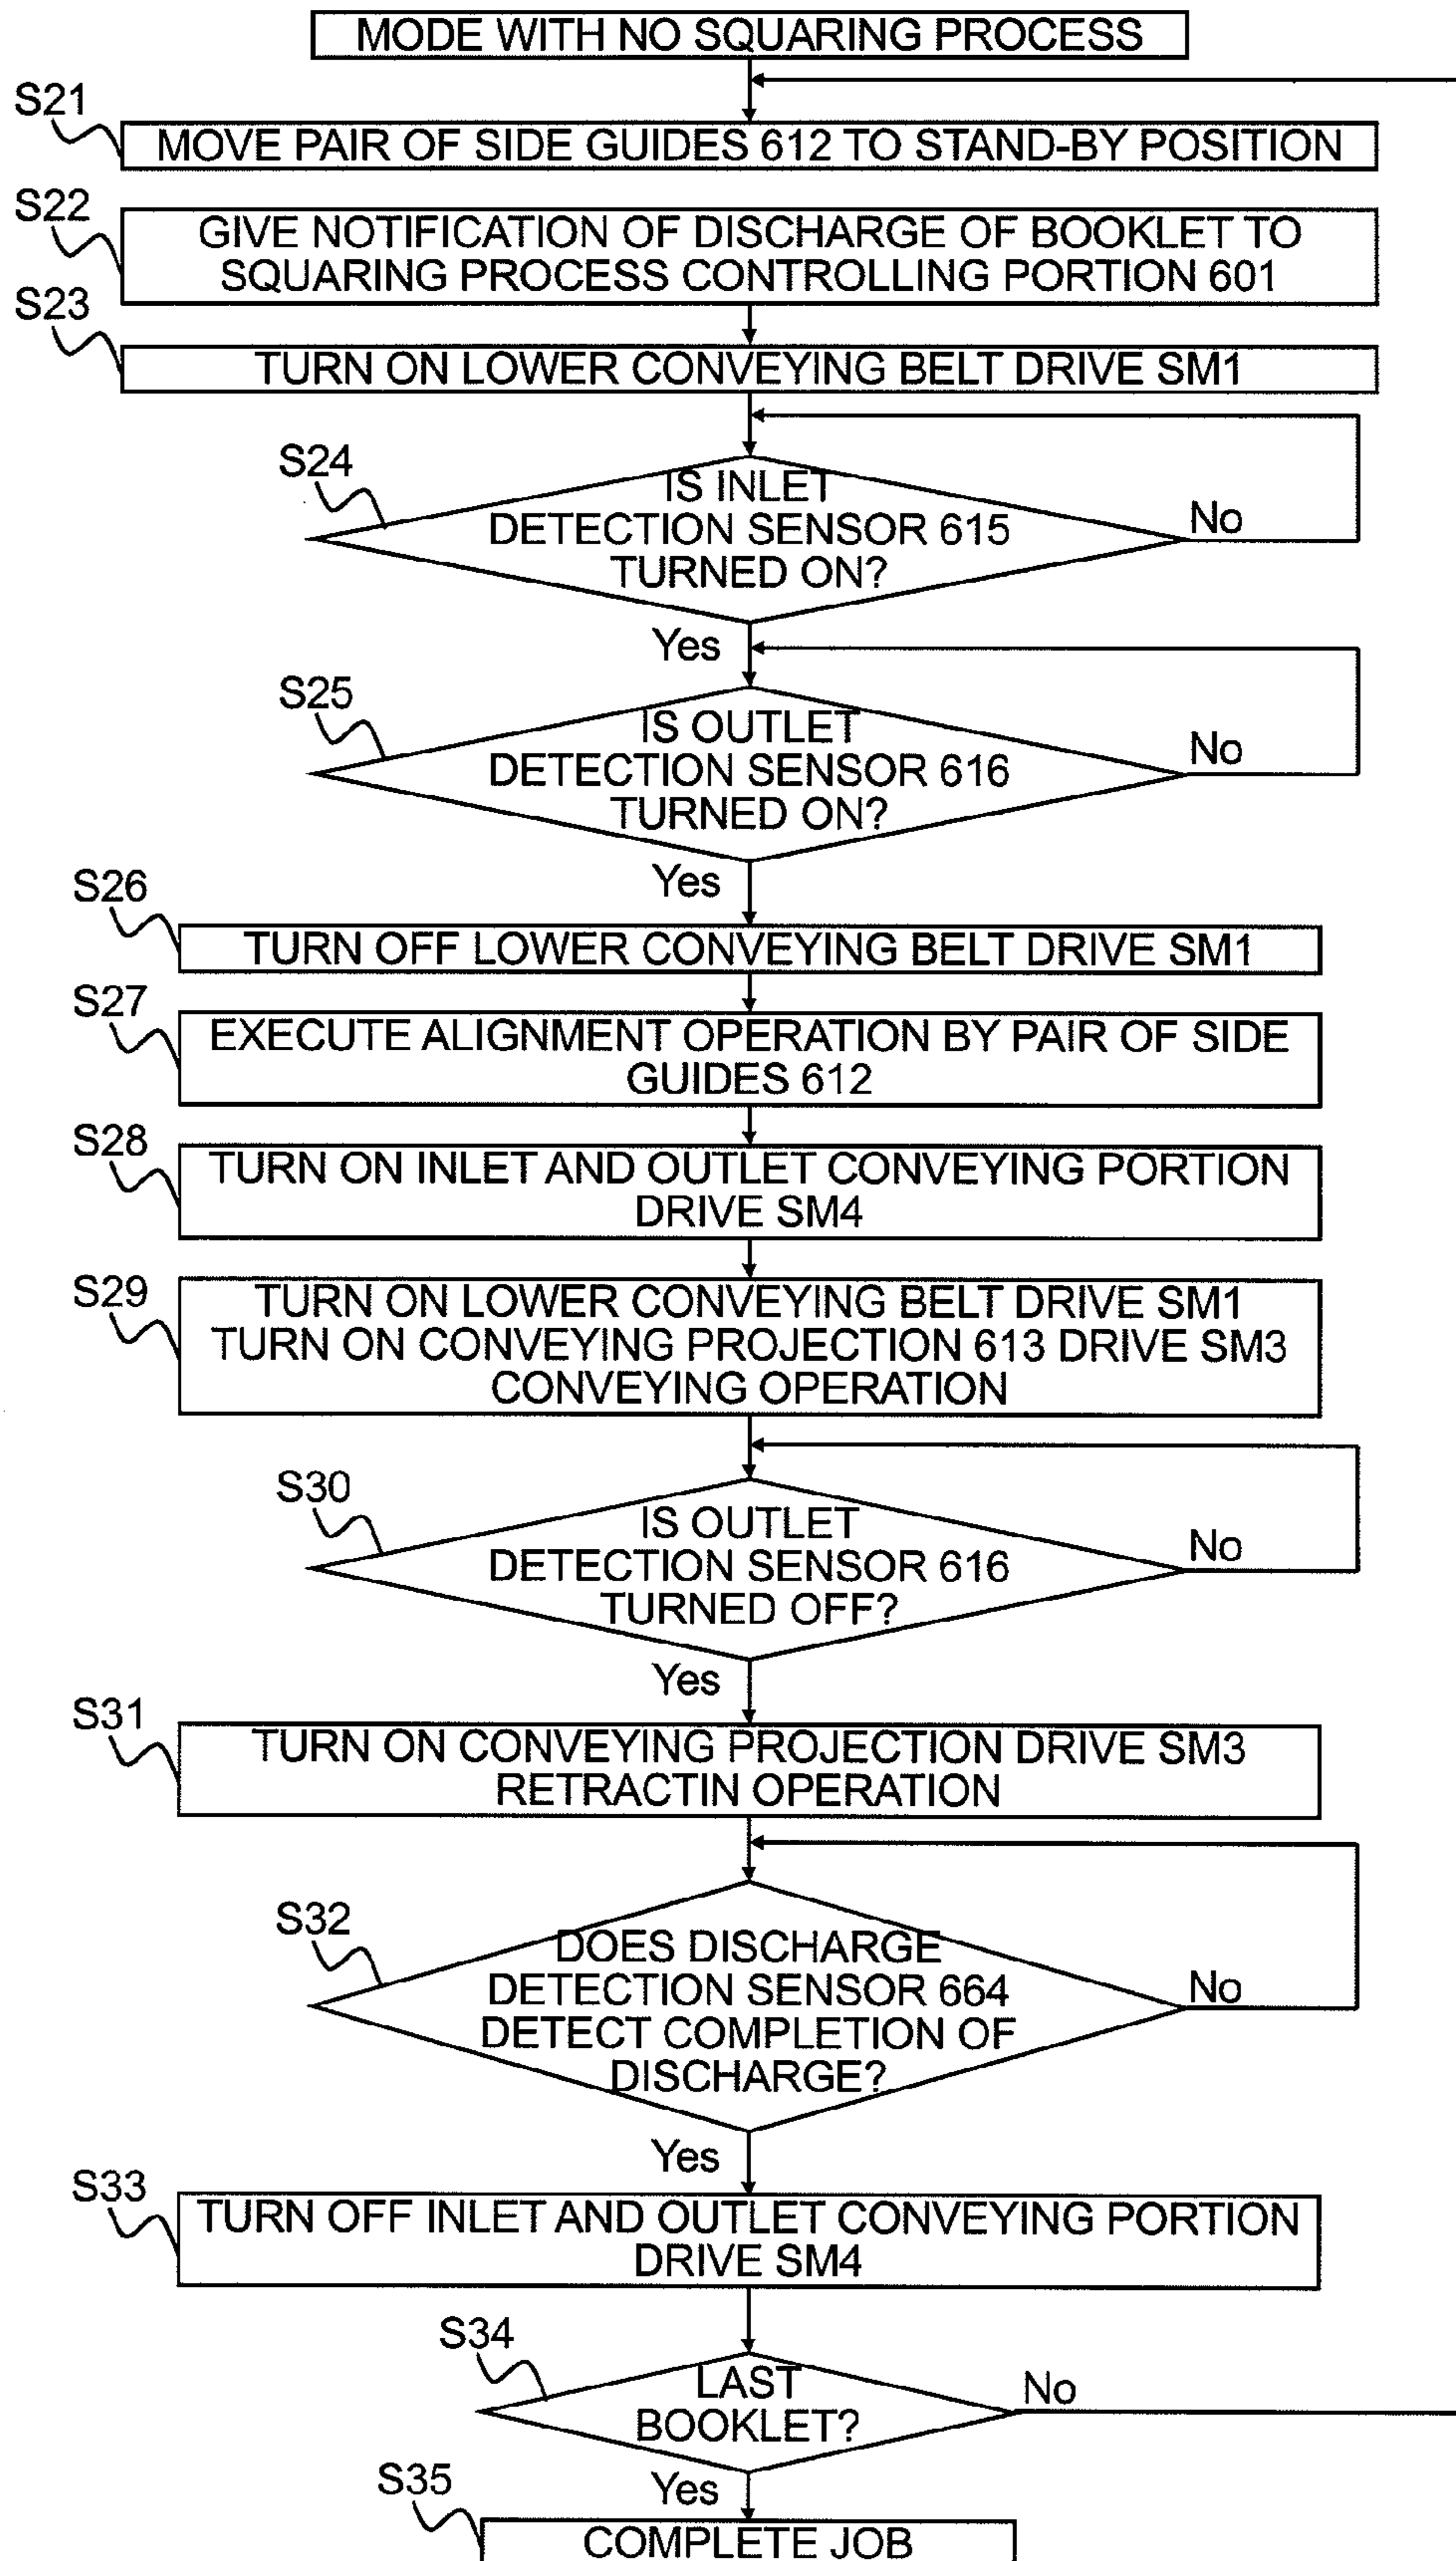 MODE WITH NO SQUARING PROCESS
S21
MOVE PAIR OF SIDE GUIDES 612 TO STAND-BY POSITION
S22
GIVE NOTIFICATION OF DISCHARGE OF BOOKLET TO
SQUARING PROCESS CONTROLLING PORTION 601
S23
TURN ON LOWER CONVEYING BELT DRIVE SM1
S24
IS INLET
DETECTION SENSOR 615
TURNED ON?
No
Yes
S25
IS OUTLET
DETECTION SENSOR 616
TURNED ON?
No
Yes
S26
TURN OFF LOWER CONVEYING BELT DRIVE SM1
S27
EXECUTE ALIGNMENT OPERATION BY PAIR OF SIDE
GUIDES 612
S28
TURN ON INLET AND OUTLET CONVEYING PORTION
DRIVE SM4
S29
TURN ON LOWER CONVEYING BELT DRIVE SM1
TURN ON CONVEYING PROJECTION 613 DRIVE SM3
CONVEYING OPERATION
S30
IS OUTLET
DETECTION SENSOR 616
TURNED OFF?
No
Yes
S31
TURN ON CONVEYING PROJECTION DRIVE SM3
RETRACTIN OPERATION
S32
DOES DISCHARGE
DETECTION SENSOR 664
DETECT COMPLETION OF
DISCHARGE?
No
Yes
S33
TURN OFF INLET AND OUTLET CONVEYING PORTION
DRIVE SM4
S34
LAST
BOOKLET?
No
Yes
S35
COMPLETE JOB